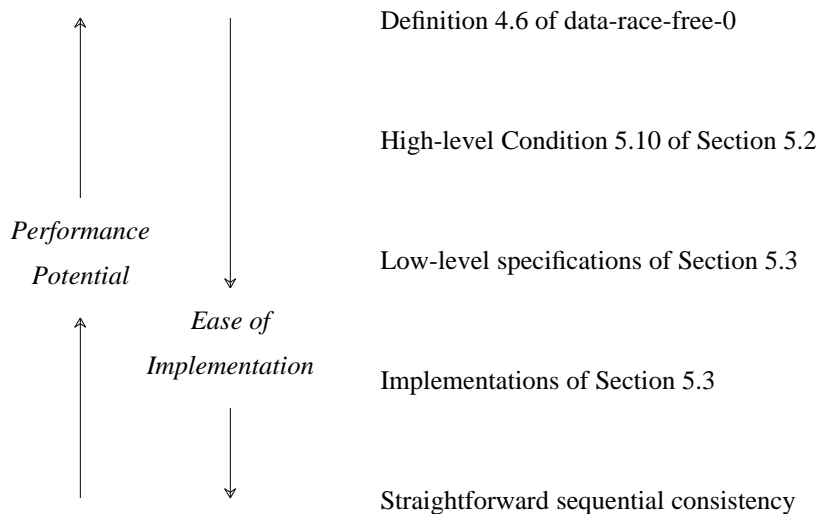 Definition 4.6 of data-race-free-0
High-level Condition 5.10 of Section 5.2
Performance
Potential
Low-level specifications of Section 5.3
Ease of
Implementation
Implementations of Section 5.3
Straightforward sequential consistency